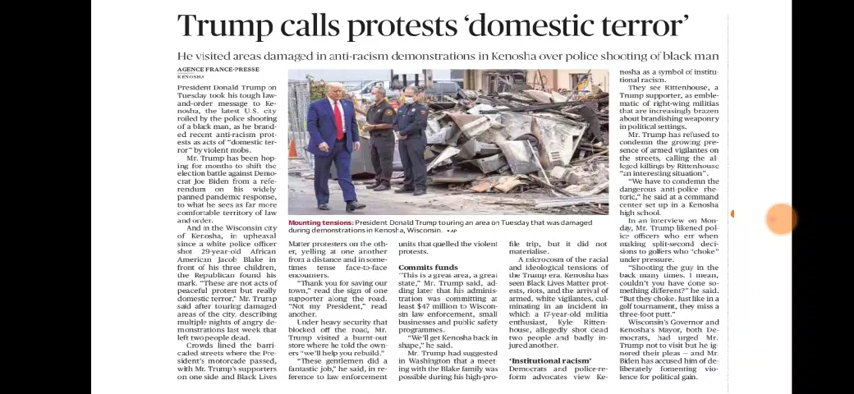 Trump calls protests ‘domestic terror’
He visited areas damaged in anti-racism demonstrations in Kenosha over police shooting of black man
AGENCE FRANCE-PRESSE
KENOSHA
President Donald Trump on
Tuesday took his tough law-
and-order message to Ke-
nosha, the latest U.S. city
roiled by the police shooting
of a black man, as he brand-
ed recent anti-racism prot-
ests as acts of “domestic ter-
ror” by violent mobs.
Mr. Trump has been hop-
ing for months to shift the
election battle against Demo-
crat Joe Biden from a refe-
rendum on his widely
panned pandemic response,
to what he sees as far more
comfortable territory of law
and order.
And in the Wisconsin city
of Kenosha, in upheaval
since a white police officer
shot 29-year-old African
American Jacob Blake in
front of his three children,
the Republican found his
mark. “These are not acts of
peaceful protest but really
domestic terror,” Mr. Trump
said after touring damaged
areas of the city, describing
multiple nights of angry de-
monstrations last week that
left two people dead.
Crowds lined the barri-
caded streets where the Pre-
sident’s motorcade passed,
with Mr. Trump’s supporters
on one side and Black Lives
Mounting tensions: President Donald Trump touring an area on Tuesday that was damaged
during demonstrations in Kenosha, Wisconsin. •AP
Matter protesters on the oth-
er, yelling at one another
from a distance and in some-
times tense face-to-face
encounters.
“Thank you for saving our
town,” read the sign of one
supporter along the road.
“Not my President,” read
another.
Under heavy security that
blocked off the road, Mr.
Trump visited a burnt-out
store where he told the own-
ers “we’ll help you rebuild.”
“These gentlemen did a
fantastic job,” he said, in re-
ference to law enforcement
units that quelled the violent
protests.
Commits funds
“This is a great area, a great
state,” Mr. Trump said, ad-
ding later that his adminis-
tration was committing at
least $47 million to Wiscon-
sin law enforcement, small
businesses and public safety
programmes.
“We’ll get Kenosha back in
shape,” he said.
Mr. Trump had suggested
in Washington that a meet-
ing with the Blake family was
possible during his high-pro-
file trip, but it did not
materialise.
A microcosm of the racial
and ideological tensions of
the Trump era, Kenosha has
seen Black Lives Matter prot-
ests, riots, and the arrival of
armed, white vigilantes, cul-
minating in an incident in
which a 17-year-old militia
enthusiast, Kyle Ritten-
house, allegedly shot dead
two people and badly in-
jured another.
‘Institutional racism’
Democrats and police-re-
form advocates view Ke-
nosha as a symbol of institu-
tional racism.
They see Rittenhouse, a
Trump supporter, as emble-
matic of right-wing militias
that are increasingly brazen
about brandishing weaponry
in political settings.
Mr. Trump has refused to
condemn the growing pre-
sence of armed vigilantes on
the streets, calling the al-
leged killings by Rittenhouse
“an interesting situation”.
“We have to condemn the
dangerous anti-police rhe-
toric,” he said at a command
center set up in a Kenosha
high school.
In an interview on Mon-
day, Mr. Trump likened pol-
ice officers who err when
making split-second deci-
sions to golfers who “choke”
under pressure.
“Shooting the guy in the
back many times. I mean,
couldn’t you have done so-
mething different?” he said.
“But they choke. Just like in a
golf tournament, they miss a
three-foot putt.”
Wisconsin’s Governor and
Kenosha’s Mayor, both De-
mocrats, had urged Mr.
Trump not to visit but he ig-
nored their pleas – and Mr.
Biden has accused him of de-
liberately fomenting vio-
lence for political gain.